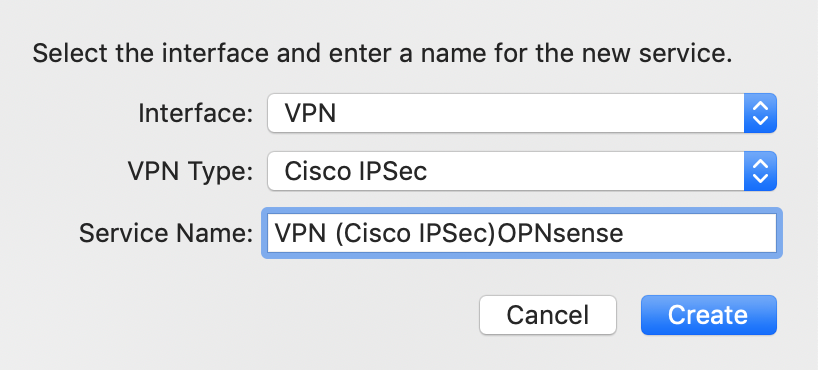 Select the interface and enter a name for the new service.
Interface: VPN
VPN Type: Cisco IPSec
Service Name: VPN (Cisco IPSec)OPNsense
Cancel Create